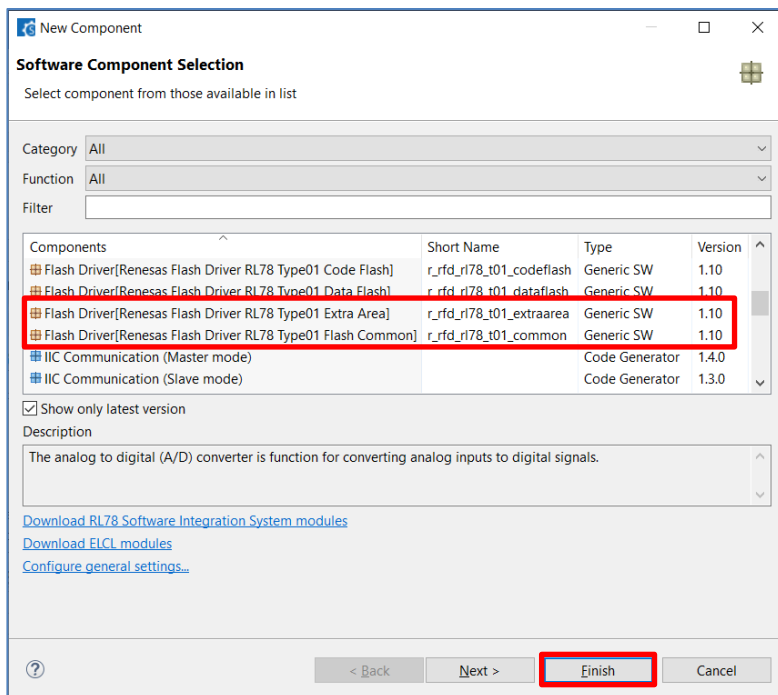 New Component
Software Component Selection
Select component from those available in list
Category All
Function All
Filter
Components Short Name Type Version
Flash Driver[Renesas Flash Driver RL78 Type01 Code Flash] r_rfd_rl78_t01_codeflash Generic SW 1.10
Flash Driver[Renesas Flash Driver RL78 Type01 Data Flash] r_rfd_rl78_t01_dataflash Generic SW 1.10
Flash Driver[Renesas Flash Driver RL78 Type01 Extra Area] r_rfd_rl78_t01_extraarea Generic SW 1.10
Flash Driver[Renesas Flash Driver RL78 Type01 Flash Common] r_rfd_rl78_t01_common Generic SW 1.10
IIC Communication (Master mode) Code Generator 1.4.0
IIC Communication (Slave mode) Code Generator 1.3.0
Show only latest version
Description
The analog to digital (A/D) converter is function for converting analog inputs to digital signals.
Download RL78 Software Integration System modules
Download ELCL modules
Configure general settings...
? < Back Next > Finish Cancel